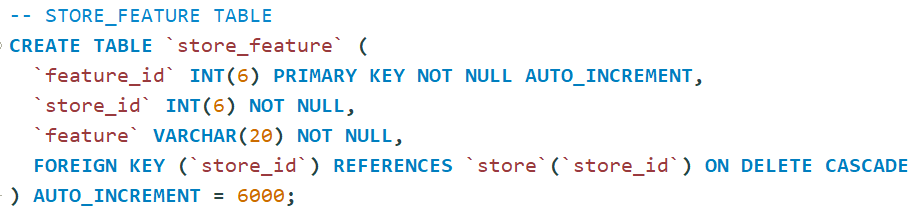 -- STORE_FEATURE TABLE
CREATE TABLE `store_feature` (
  `feature_id` INT(6) PRIMARY KEY NOT NULL AUTO_INCREMENT,
  `store_id` INT(6) NOT NULL,
  `feature` VARCHAR(20) NOT NULL,
  FOREIGN KEY (`store_id`) REFERENCES `store`(`store_id`) ON DELETE CASCADE
) AUTO_INCREMENT = 6000;